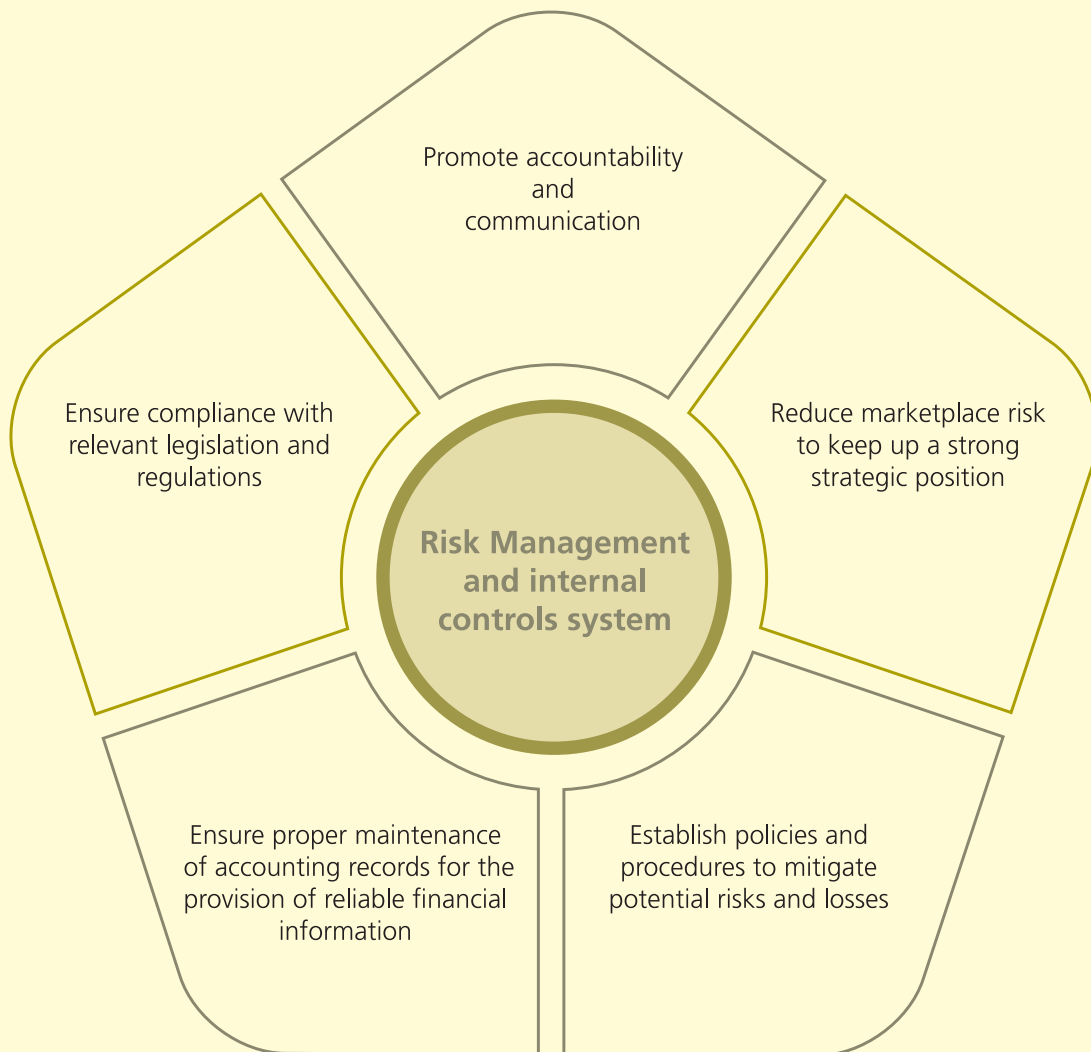 Promote accountability
and
communication
Ensure compliance with
relevant legislation and
regulations
Reduce marketplace risk
to keep up a strong
strategic position
Risk Management
and internal
controls system
Ensure proper maintenance
of accounting records for the
provision of reliable financial
information
Establish policies and
procedures to mitigate
potential risks and losses